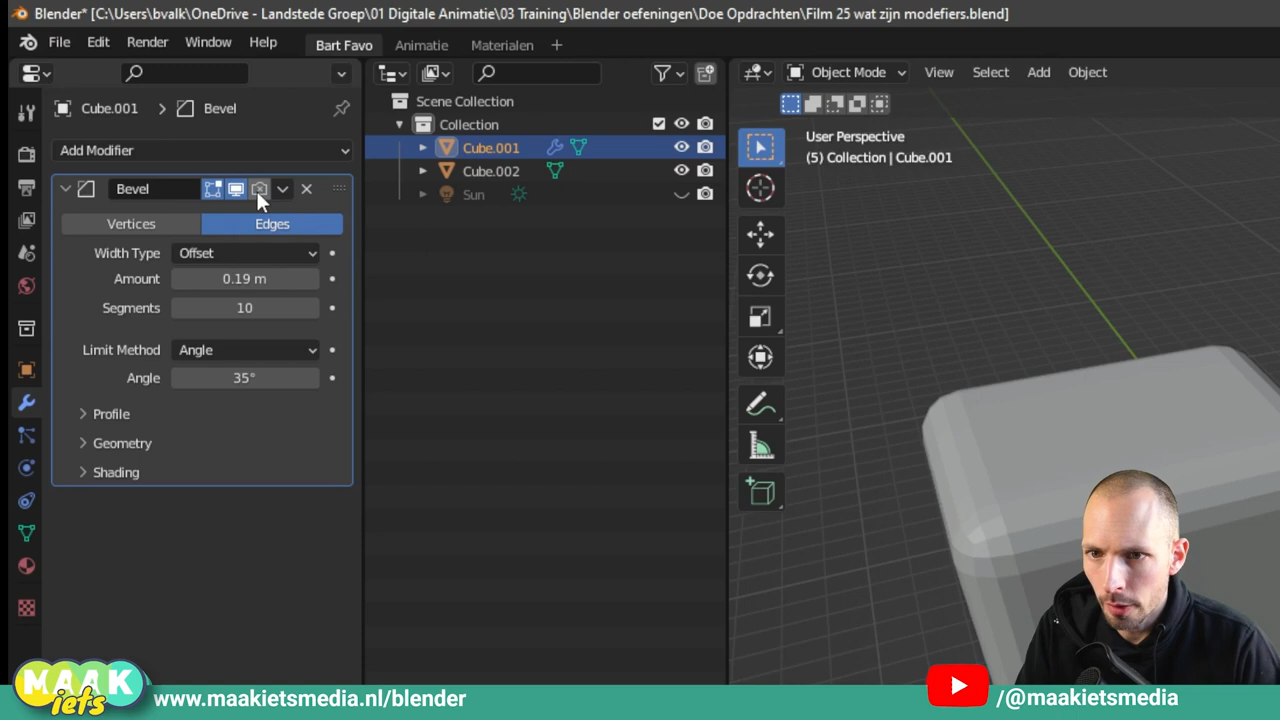 Blender* [C:\Users\bvalk\OneDrive - Landstede Groep\01 Digitale Animatie\03 Training\Blender oefeningen\Doe Opdrachten\Film 25 wat zijn modefiers.blend]
File Edit Render Window Help Bart Favo Animatie Materialen +
Object Mode View Select Add Object
Cube.001 > Bevel
Scene Collection
Collection
Cube.001
Cube.002
Sun
User Perspective
(5) Collection | Cube.001
Add Modifier
Bevel
Vertices Edges
Width Type Offset
Amount 0.19 m
Segments 10
Limit Method Angle
Angle 35°
Profile
Geometry
Shading
MAAK
iets
www.maakietsmedia.nl/blender
/@maakietsmedia